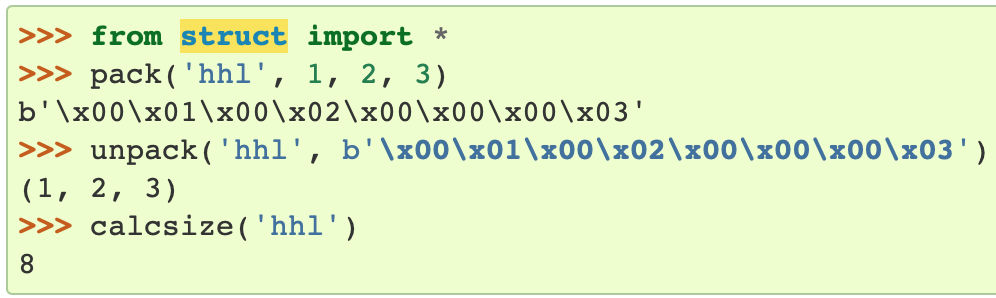 >>> from struct import *
>>> pack('hhl', 1, 2, 3)
b'\x00\x01\x00\x02\x00\x00\x00\x03'
>>> unpack('hhl', b'\x00\x01\x00\x02\x00\x00\x00\x03')
(1, 2, 3)
>>> calcsize('hhl')
8